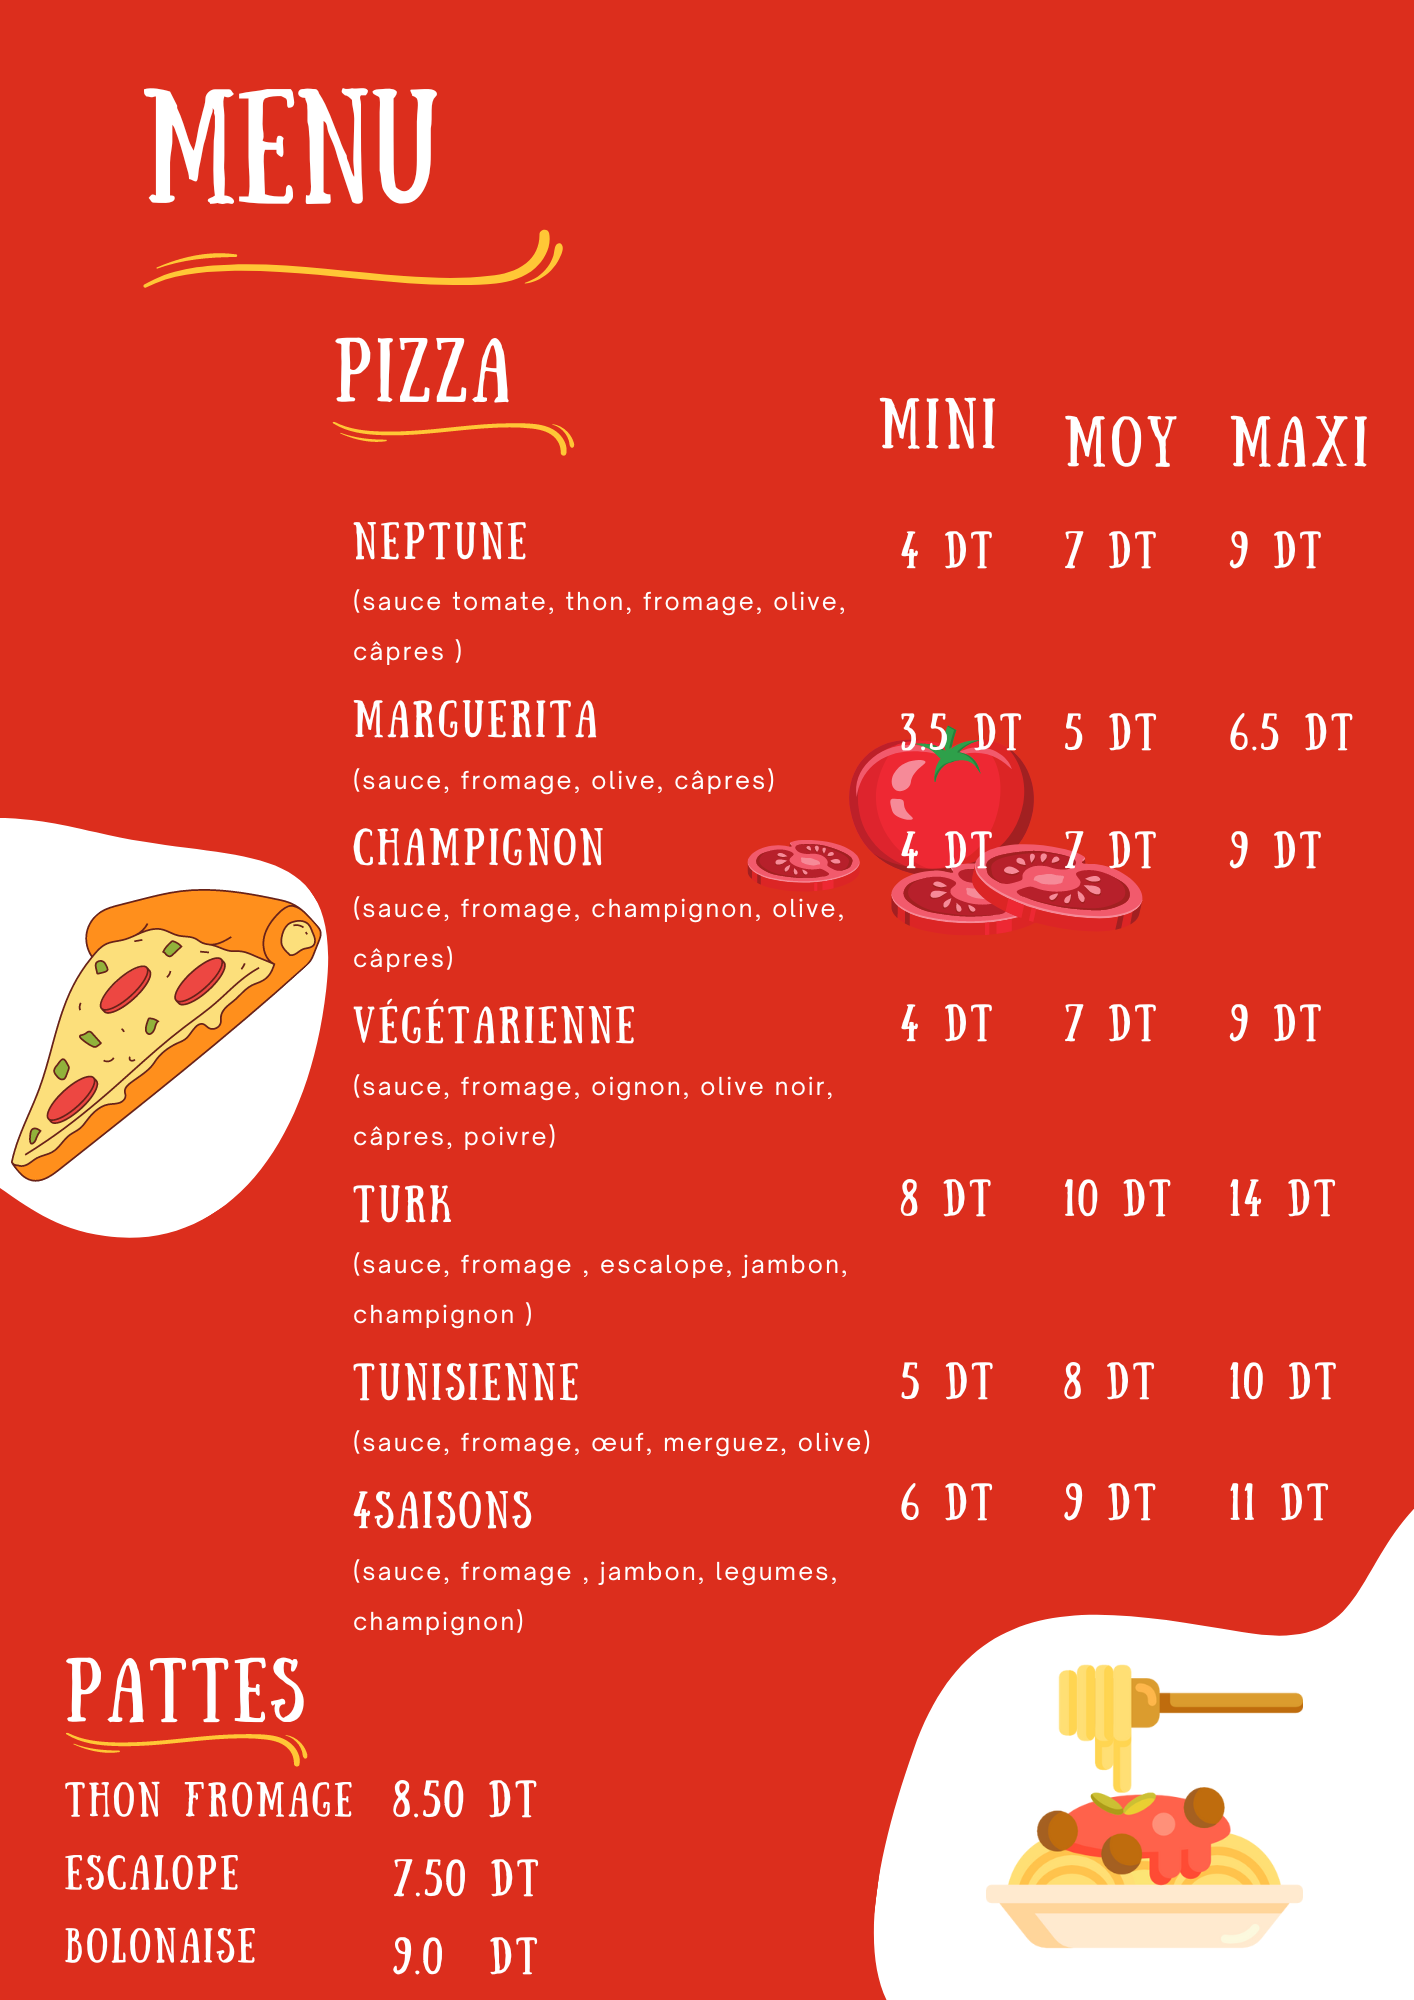 MENU
PIZZA
MINI MOY MAXI
NEPTUNE 4 DT 7 DT 9 DT
(sauce tomate, thon, fromage, olive,
câpres )
MARGUERITA 3.5 DT 5 DT 6.5 DT
(sauce, fromage, olive, câpres)
CHAMPIGNON 4 DT 7 DT 9 DT
(sauce, fromage, champignon, olive,
câpres)
VÉGÉTARIENNE 4 DT 7 DT 9 DT
(sauce, fromage, oignon, olive noir,
câpres, poivre)
TURK 8 DT 10 DT 14 DT
(sauce, fromage , escalope, jambon,
champignon )
TUNISIENNE 5 DT 8 DT 10 DT
(sauce, fromage, œuf, merguez, olive)
4SAISONS 6 DT 9 DT 11 DT
(sauce, fromage , jambon, legumes,
champignon)
PATTES
THON FROMAGE 8.50 DT
ESCALOPE 7.50 DT
BOLONAISE 9.0 DT